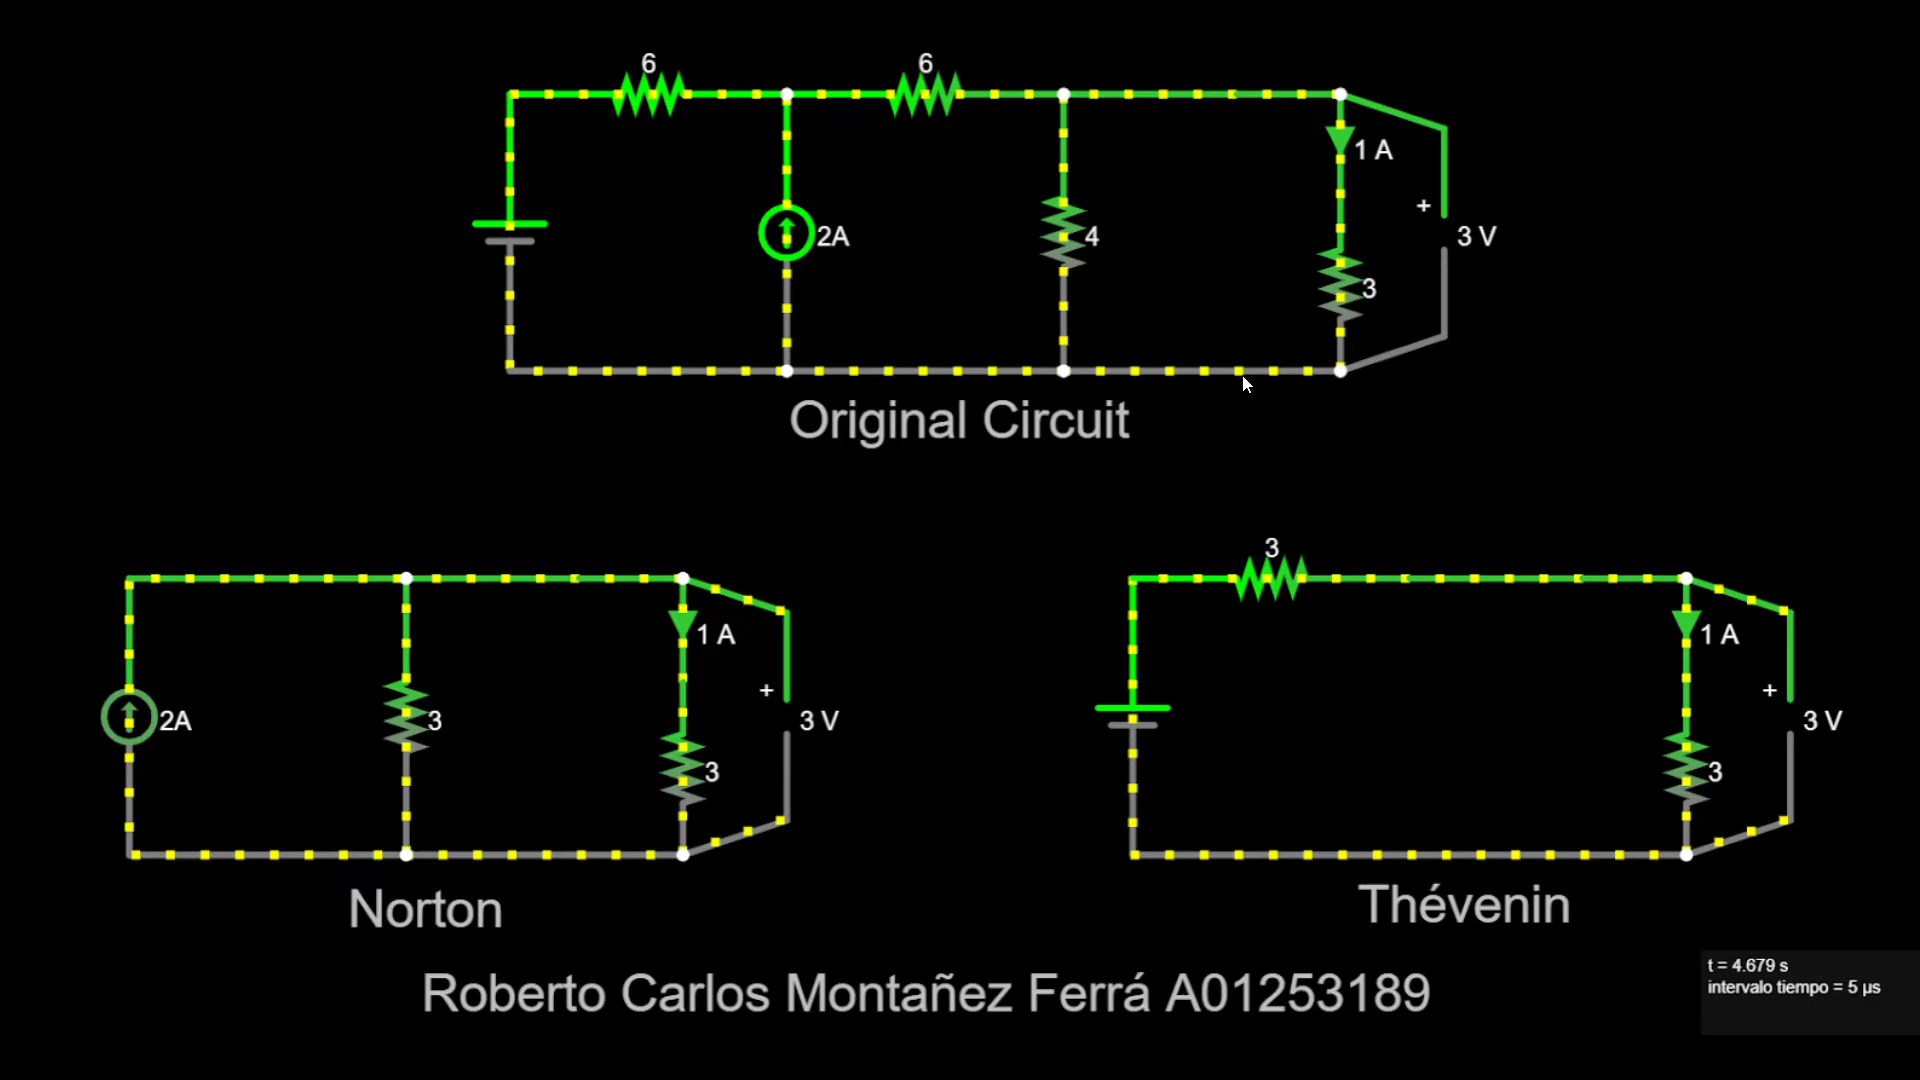 6
6
1 A
+
2A
4
3 V
3
Original Circuit
3
1 A
1 A
+
+
2A
3
3 V
3 V
3
3
Norton
Thévenin
Roberto Carlos Montañez Ferrá A01253189
t = 4.679 s
intervalo tiempo = 5 µs